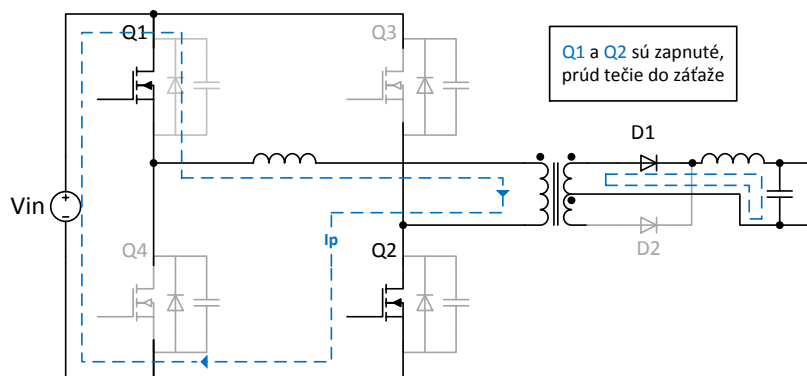 Q1
Q3
Q1 a Q2 sú zapnuté,
prúd tečie do záťaže
D1
Vin
Ip
Q4
Q2
D2